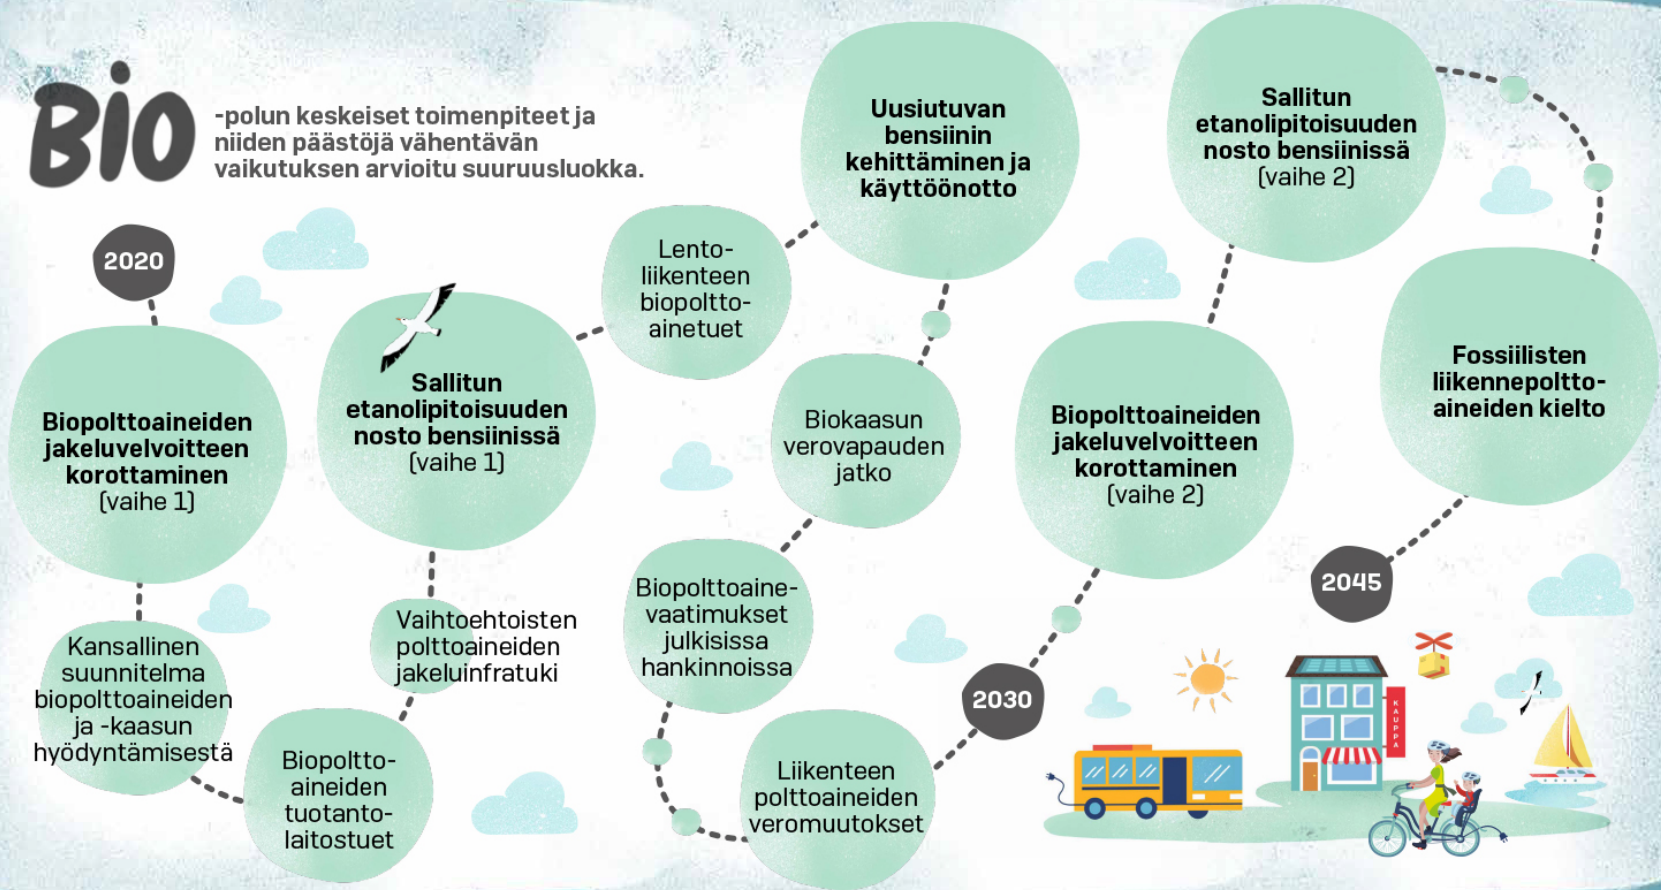 BIO
-polun keskeiset toimenpiteet ja
niiden päästöjä vähentävän
vaikutuksen arvioitu suuruusluokka.
2020
Biopolttoaineiden
jakeluvelvoitteen
korottaminen
(vaihe 1)
Kansallinen
suunnitelma
biopolttoaineiden
ja -kaasun
hyödyntämisestä
Biopoltto-
aineiden
tuotanto-
laitostuet
Vaihtoehtoisten
polttoaineiden
jakeluinfratuki
Sallitun
etanolipitoisuuden
nosto bensiinissä
(vaihe 1)
Lento-
liikenteen
biopoltto-
ainetuet
Uusiutuvan
bensiinin
kehittäminen ja
käyttöönotto
Biokaasun
verovapauden
jatko
Biopolttoaine-
vaatimukset
julkisissa
hankinnoissa
Liikenteen
polttoaineiden
veromuutokset
2030
Biopolttoaineiden
jakeluvelvoitteen
korottaminen
(vaihe 2)
Sallitun
etanolipitoisuuden
nosto bensiinissä
(vaihe 2)
Fossiilisten
liikennepoltto-
aineiden kielto
2045
KAUPPA